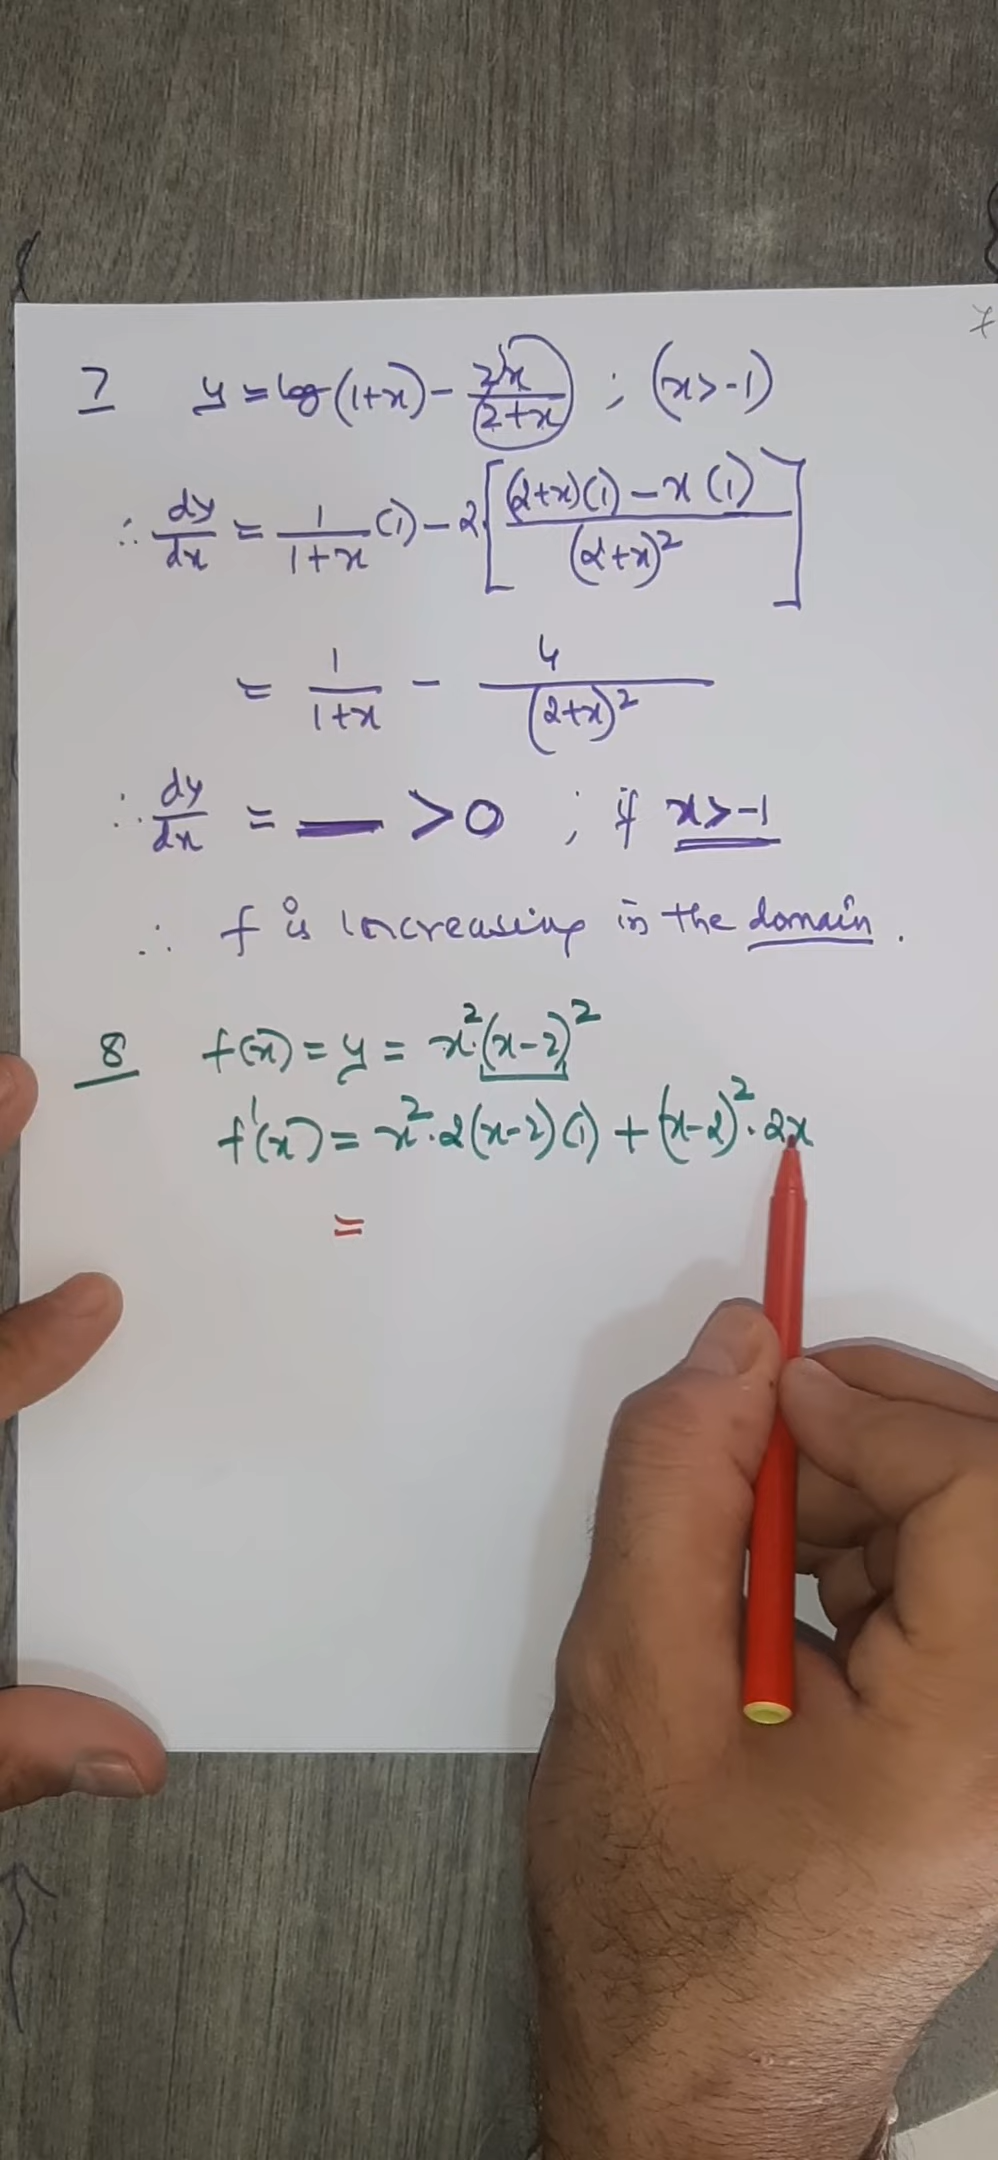 7
7 y = log(1+x) - 2x/(2+x) ; (x > -1)
∴ dy/dx = 1/(1+x) (1) - 2 [ ((2+x)(1) - x(1))/(2+x)² ]
= 1/(1+x) - 4/(2+x)²
∴ dy/dx = — > 0 ; if x > -1
∴ f is increasing in the domain.
8 f(x) = y = x²·(x-2)²
f'(x) = x²·2(x-2)(1) + (x-2)²·2x
=